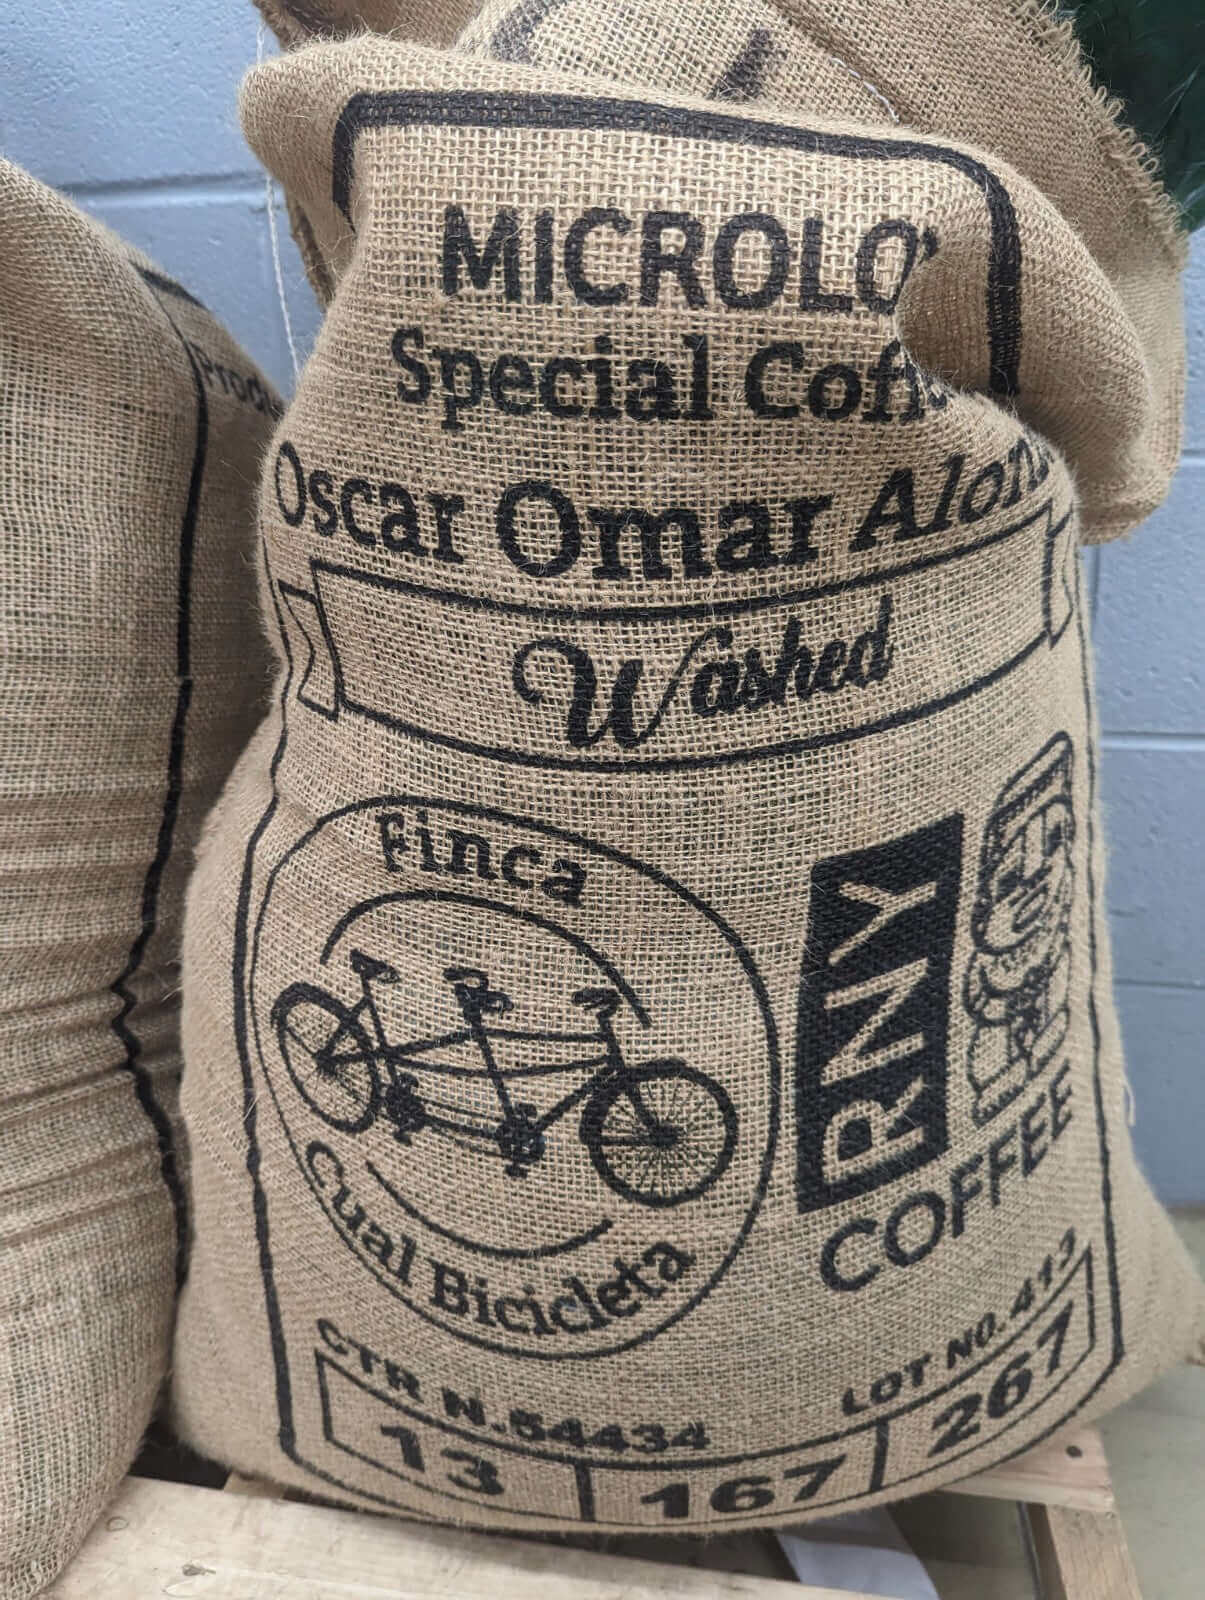 MICROLO
Special Coff
Oscar Omar Alon
Washed
Finca
Cual Bicicleta
RNY
COFFEE
CTR N.54434
LOT NO.413
13
167
267
Prod